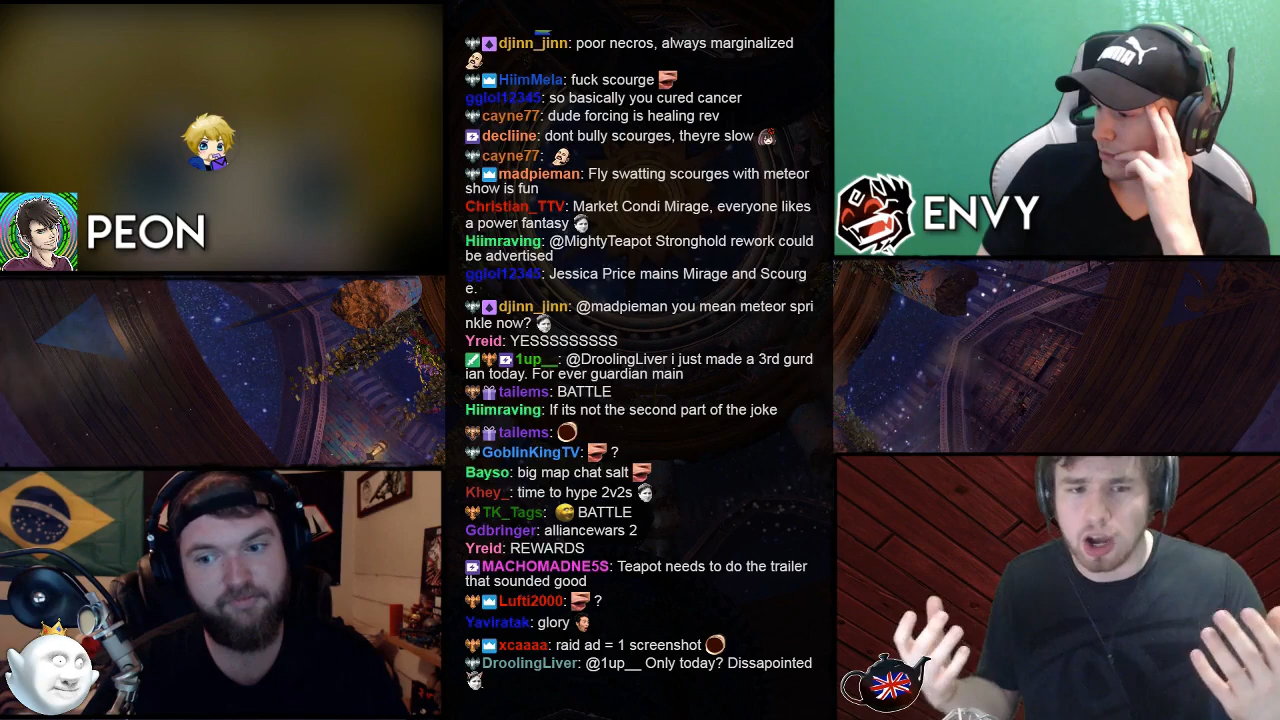 PEON
djinn_jinn: poor necros, always marginalized
HiimMela: fuck scourge
gglol12345: so basically you cured cancer
cayne77: dude forcing is healing rev
decliine: dont bully scourges, theyre slow
cayne77:
madpieman: Fly swatting scourges with meteor
show is fun
Christian_TTV: Market Condi Mirage, everyone likes
a power fantasy
Hiimraving: @MightyTeapot Stronghold rework could
be advertised
gglol12345: Jessica Price mains Mirage and Scourg
e.
djinn_jinn: @madpieman you mean meteor spri
nkle now?
Yreid: YESSSSSSSSS
1up__: @DroolingLiver i just made a 3rd gurd
ian today. For ever guardian main
tailems: BATTLE
Hiimraving: If its not the second part of the joke
tailems:
GoblinKingTV: ?
Bayso: big map chat salt
Khey_: time to hype 2v2s
TK_Tags: BATTLE
Gdbringer: alliancewars 2
Yreid: REWARDS
MACHOMADNE5S: Teapot needs to do the trailer
that sounded good
Lufti2000: ?
Yaviratak: glory
xcaaaa: raid ad = 1 screenshot
DroolingLiver: @1up__ Only today? Dissapointed
ENVY